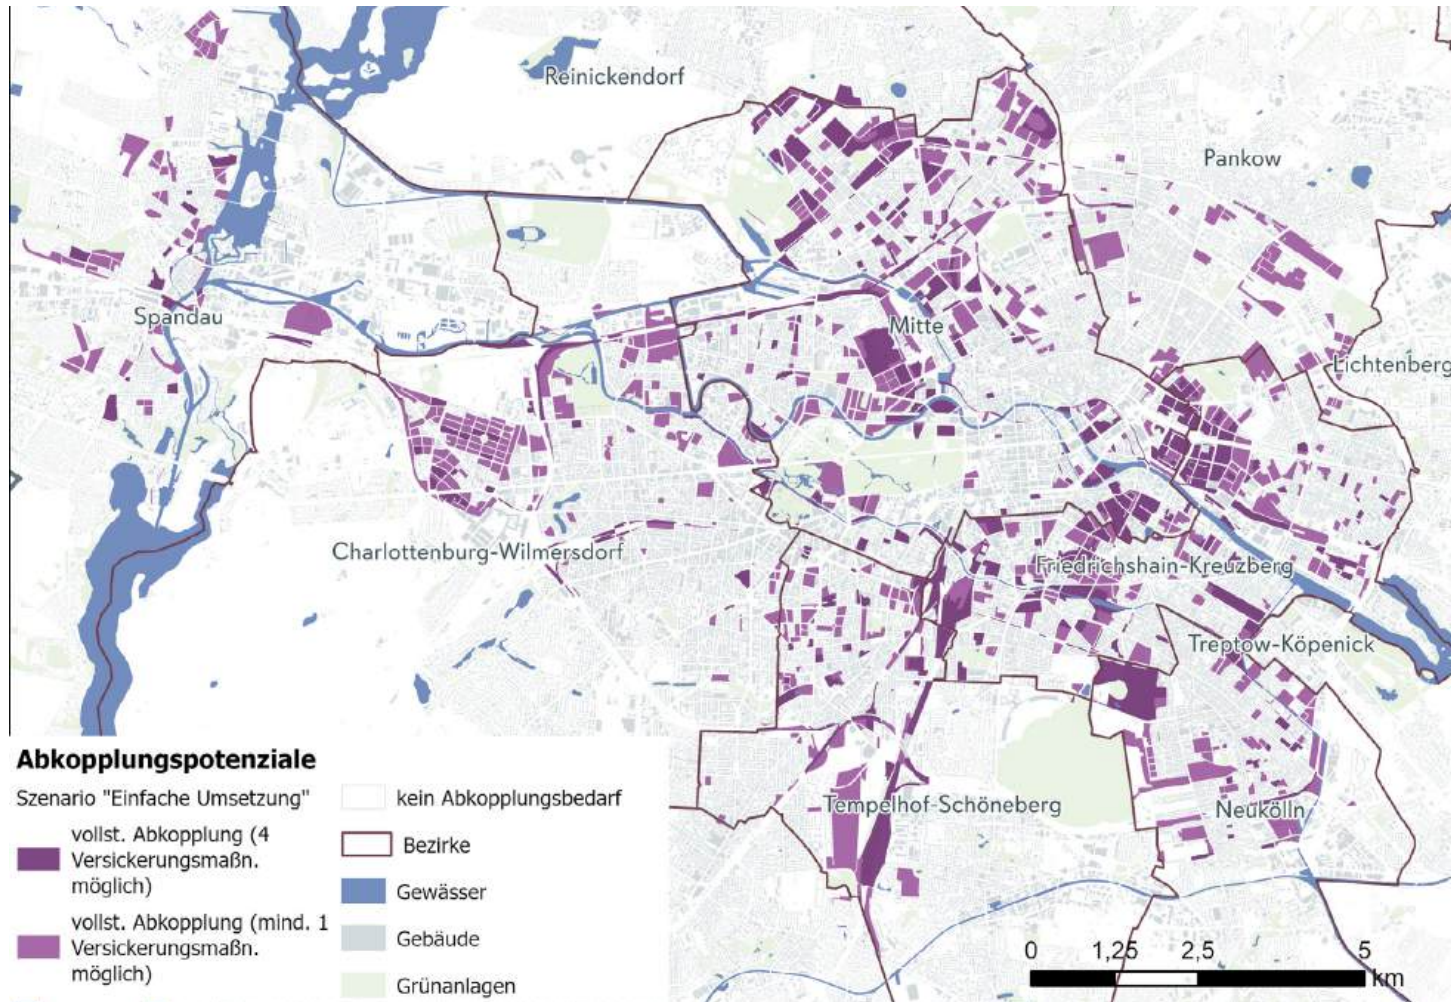 Reinickendorf
Pankow
Spandau
Mitte
Lichtenberg
Charlottenburg-Wilmersdorf
Friedrichshain-Kreuzberg
Treptow-Köpenick
Tempelhof-Schöneberg
Neukölln
Abkopplungspotenziale
Szenario "Einfache Umsetzung"
vollst. Abkopplung (4
Versickerungsmaßn.
möglich)
vollst. Abkopplung (mind. 1
Versickerungsmaßn.
möglich)
kein Abkopplungsbedarf
Bezirke
Gewässer
Gebäude
Grünanlagen
0 1,25 2,5 5
km